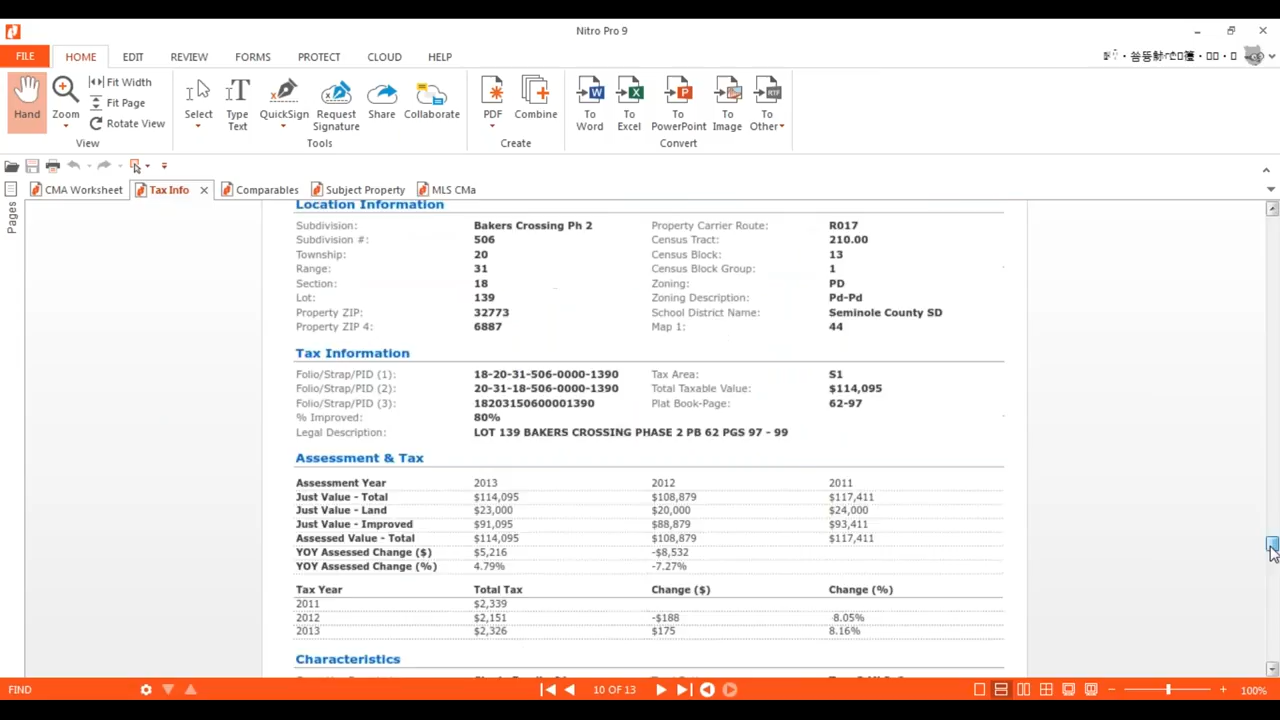 Nitro Pro 9
FILE HOME EDIT REVIEW FORMS PROTECT CLOUD HELP
Hand Zoom Fit Width Fit Page Rotate View
Select Type Text QuickSign Request Signature Share Collaborate
PDF Combine
To Word To Excel To PowerPoint To Image To Other
View Tools Create Convert
CMA Worksheet Tax Info Comparables Subject Property MLS CMa
Pages
Location Information
Subdivision: Bakers Crossing Ph 2 Property Carrier Route: R017
Subdivision #: 506 Census Tract: 210.00
Township: 20 Census Block: 13
Range: 31 Census Block Group: 1
Section: 18 Zoning: PD
Lot: 139 Zoning Description: Pd-Pd
Property ZIP: 32773 School District Name: Seminole County SD
Property ZIP 4: 6887 Map 1: 44
Tax Information
Folio/Strap/PID (1): 18-20-31-506-0000-1390 Tax Area: S1
Folio/Strap/PID (2): 20-31-18-506-0000-1390 Total Taxable Value: $114,095
Folio/Strap/PID (3): 18203150600001390 Plat Book-Page: 62-97
% Improved: 80%
Legal Description: LOT 139 BAKERS CROSSING PHASE 2 PB 62 PGS 97 - 99
Assessment & Tax
Assessment Year 2013 2012 2011
Just Value - Total $114,095 $108,879 $117,411
Just Value - Land $23,000 $20,000 $24,000
Just Value - Improved $91,095 $88,879 $93,411
Assessed Value - Total $114,095 $108,879 $117,411
YOY Assessed Change ($) $5,216 -$8,532
YOY Assessed Change (%) 4.79% -7.27%
Tax Year Total Tax Change ($) Change (%)
2011 $2,339
2012 $2,151 -$188 8.05%
2013 $2,326 $175 8.16%
Characteristics
FIND 10 OF 13 100%